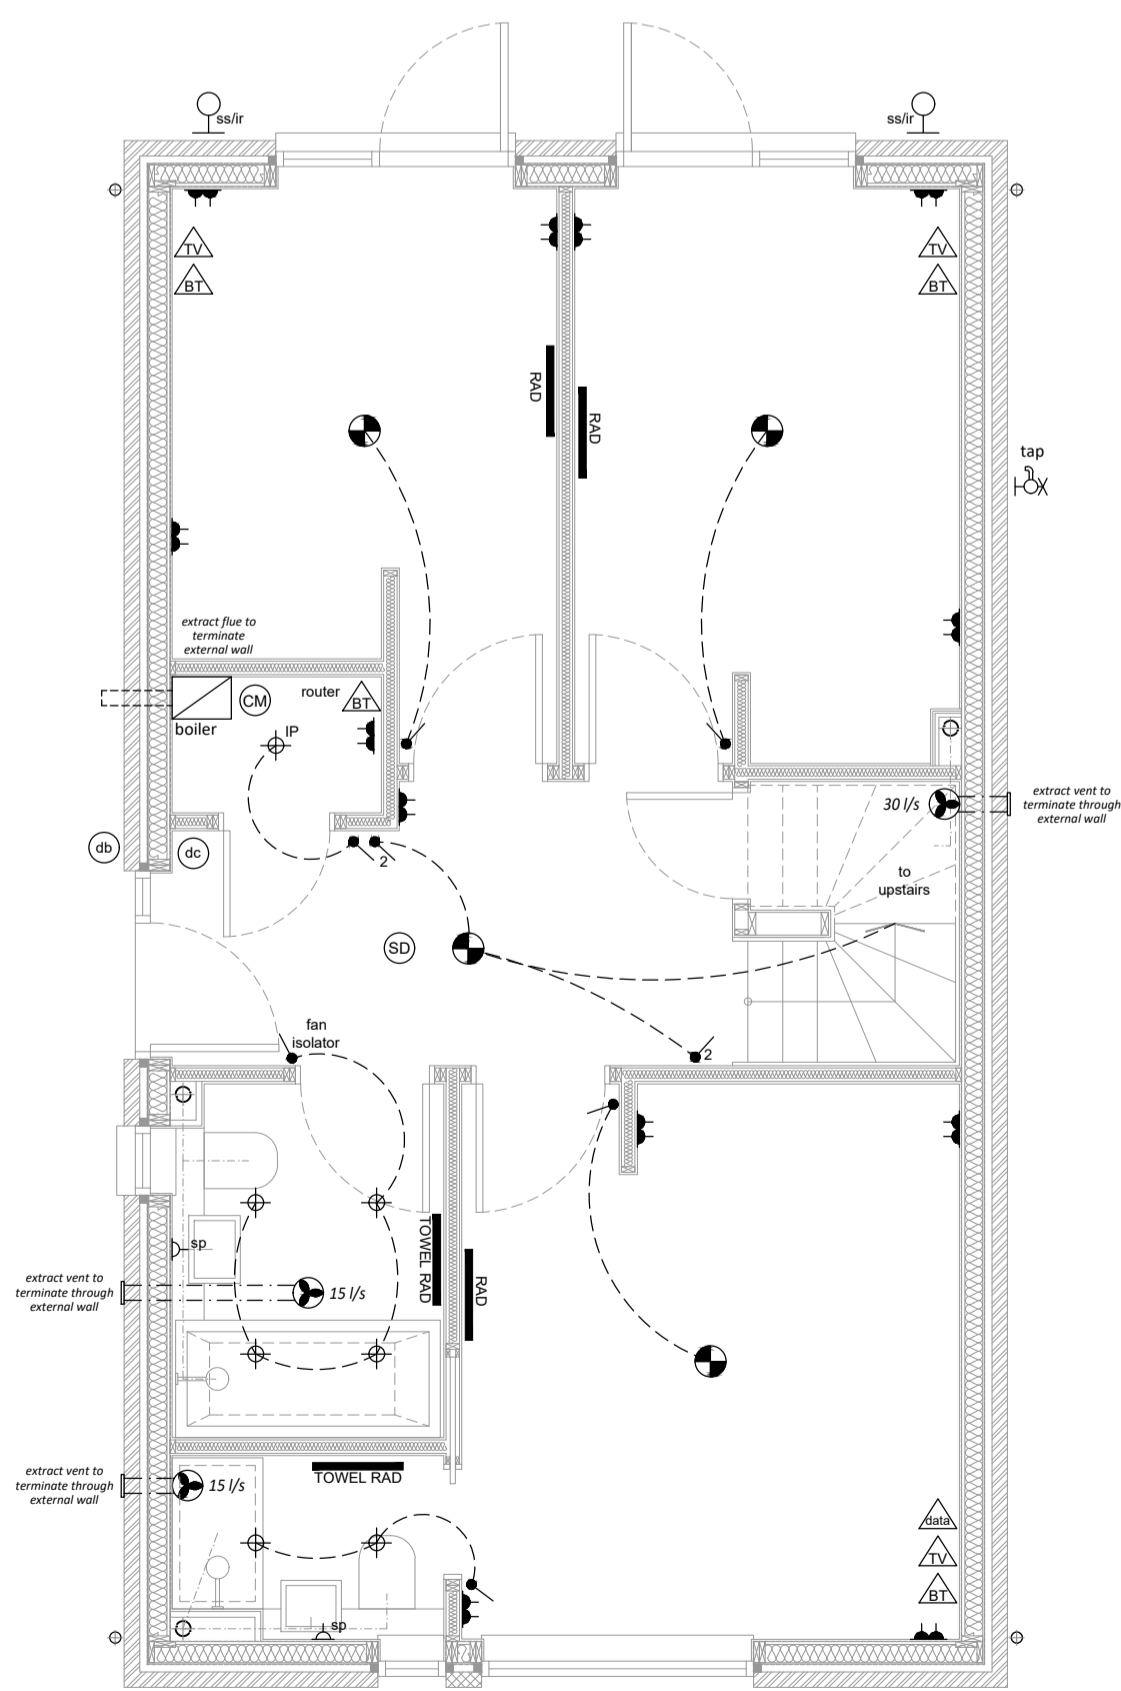 ss/ir
ss/ir
TV
BT
TV
BT
RAD
RAD
tap
extract flue to
terminate
external wall
router
BT
CM
boiler
IP
30 l/s
extract vent to
terminate through
external wall
db
dc
2
to
upstairs
SD
fan
isolator
2
sp
TOWEL RAD
RAD
extract vent to
terminate through
external wall
15 l/s
extract vent to
terminate through
external wall
15 l/s
TOWEL RAD
data
TV
BT
sp